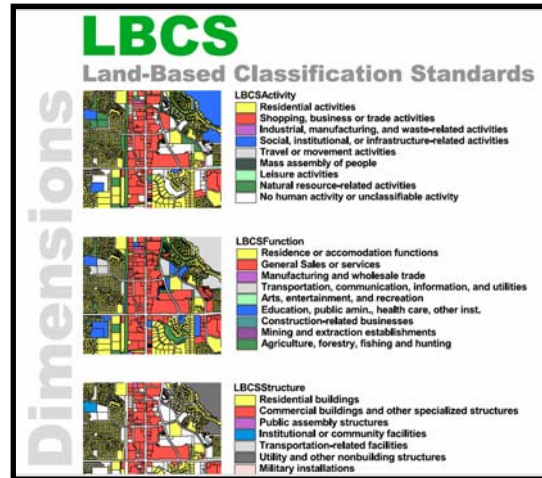 LBCS
Land-Based Classification Standards
Dimensions
LBCSActivity
Residential activities
Shopping, business or trade activities
Industrial, manufacturing, and waste-related activities
Social, institutional, or infrastructure-related activities
Travel or movement activities
Mass assembly of people
Leisure activities
Natural resource-related activities
No human activity or unclassifiable activity
LBCSFunction
Residence or accomodation functions
General Sales or services
Manufacturing and wholesale trade
Transportation, communication, information, and utilities
Arts, entertainment, and recreation
Education, public amin., health care, other inst.
Construction-related businesses
Mining and extraction establishments
Agriculture, forestry, fishing and hunting
LBCSStructure
Residential buildings
Commercial buildings and other specialized structures
Public assembly structures
Institutional or community facilities
Transportation-related facilities
Utility and other nonbuilding structures
Military installations